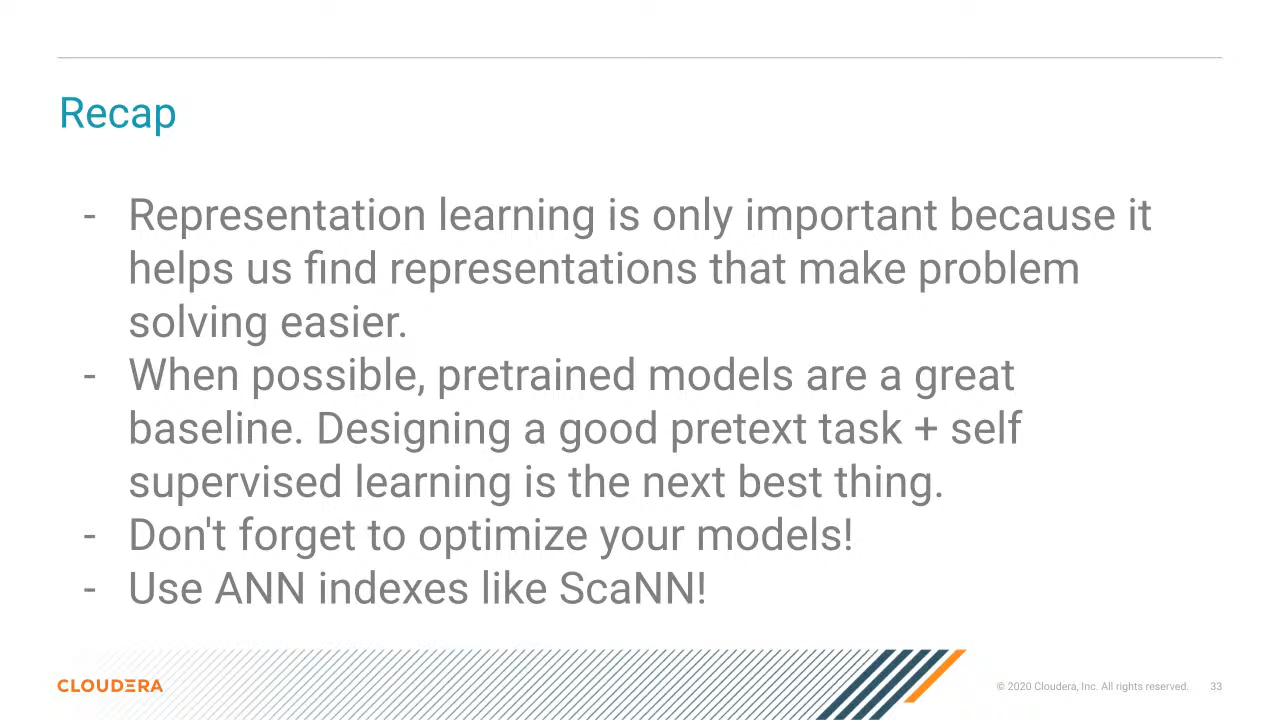 Recap
- Representation learning is only important because it
helps us find representations that make problem
solving easier.
- When possible, pretrained models are a great
baseline. Designing a good pretext task + self
supervised learning is the next best thing.
- Don't forget to optimize your models!
- Use ANN indexes like ScaNN!
CLOUDERA
© 2020 Cloudera, Inc. All rights reserved. 33